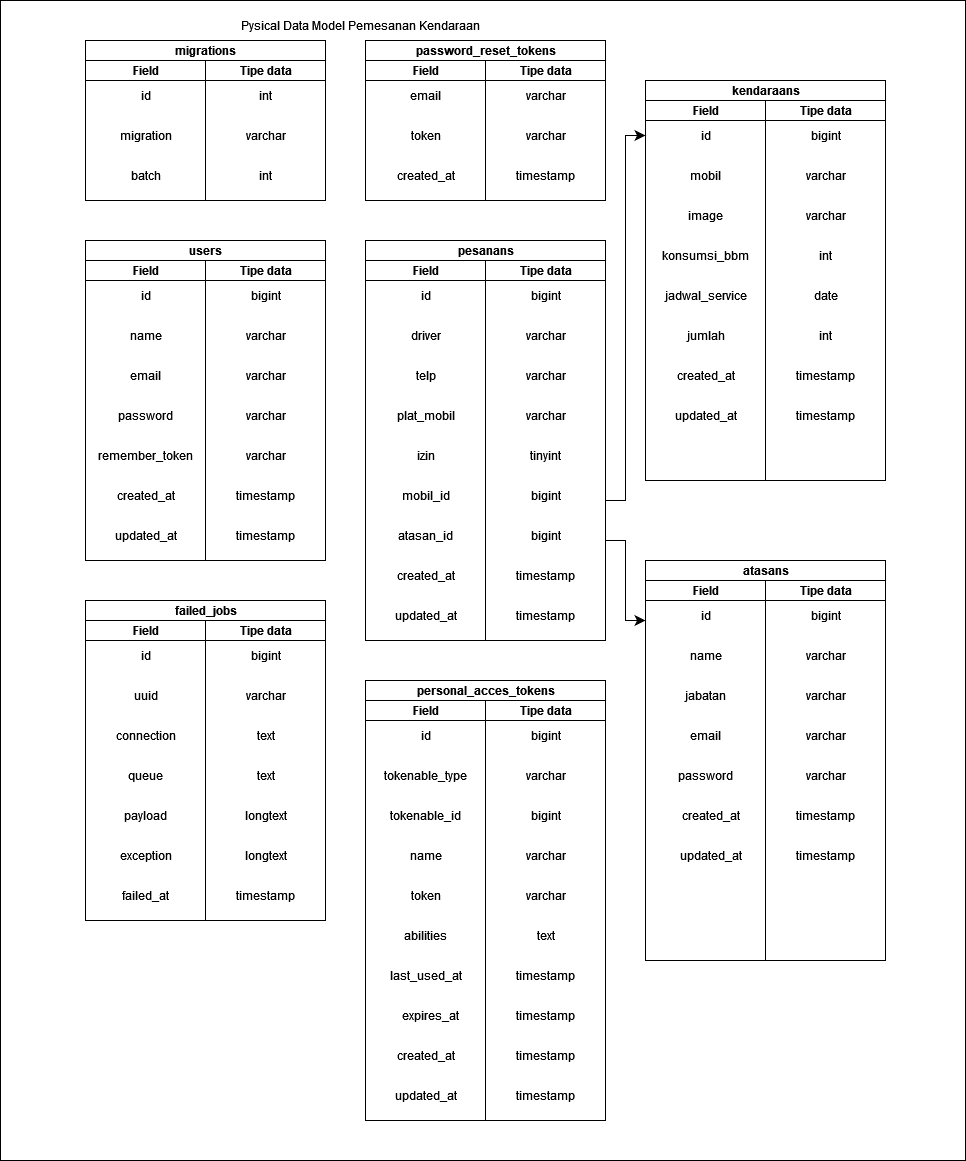 Pysical Data Model Pemesanan Kendaraan
migrations
Field Tipe data
id int
migration varchar
batch int
password_reset_tokens
Field Tipe data
email varchar
token varchar
created_at timestamp
kendaraans
Field Tipe data
id bigint
mobil varchar
image varchar
konsumsi_bbm int
jadwal_service date
jumlah int
created_at timestamp
updated_at timestamp
users
Field Tipe data
id bigint
name varchar
email varchar
password varchar
remember_token varchar
created_at timestamp
updated_at timestamp
pesanans
Field Tipe data
id bigint
driver varchar
telp varchar
plat_mobil varchar
izin tinyint
mobil_id bigint
atasan_id bigint
created_at timestamp
updated_at timestamp
atasans
Field Tipe data
id bigint
name varchar
jabatan varchar
email varchar
password varchar
created_at timestamp
updated_at timestamp
failed_jobs
Field Tipe data
id bigint
uuid varchar
connection text
queue text
payload longtext
exception longtext
failed_at timestamp
personal_acces_tokens
Field Tipe data
id bigint
tokenable_type varchar
tokenable_id bigint
name varchar
token varchar
abilities text
last_used_at timestamp
expires_at timestamp
created_at timestamp
updated_at timestamp